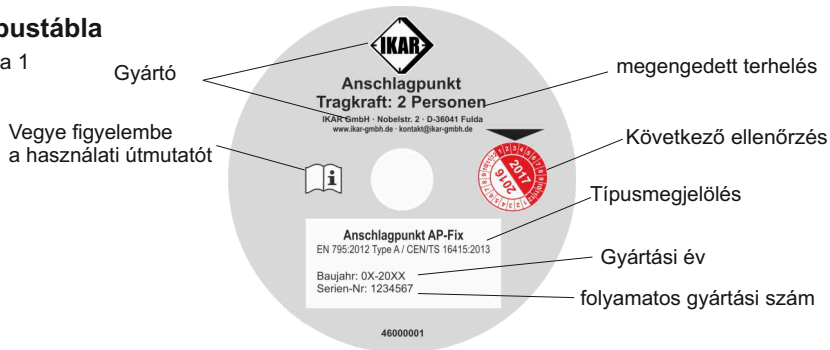 pustábla
a 1
Gyártó
Vegye figyelembe
a használati útmutatót
IKAR
Anschlagpunkt
Tragkraft: 2 Personen
IKAR GmbH · Nobelstr. 2 · D-36041 Fulda
www.ikar-gmbh.de · kontakt@ikar-gmbh.de
i
2017
2016
Anschlagpunkt AP-Fix
EN 795:2012 Type A / CEN/TS 16415:2013
Baujahr: 0X-20XX
Serien-Nr: 1234567
46000001
megengedett terhelés
Következő ellenőrzés
Típusmegjelölés
Gyártási év
folyamatos gyártási szám